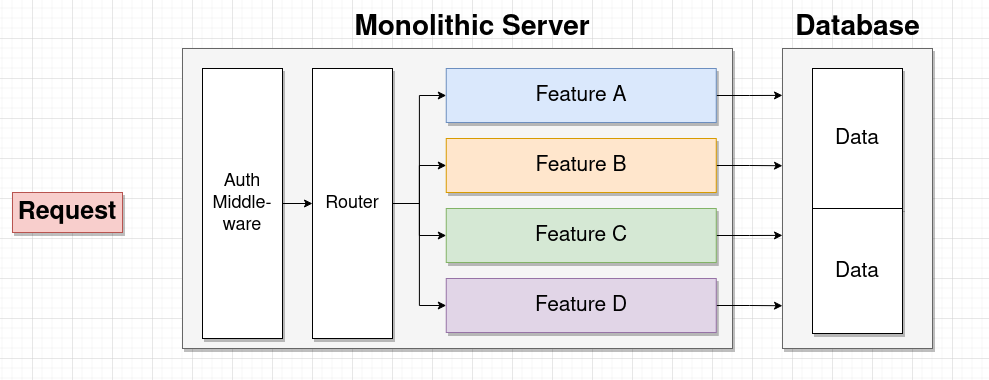 Monolithic Server
Database
Request
Auth
Middle-
ware
Router
Feature A
Feature B
Feature C
Feature D
Data
Data